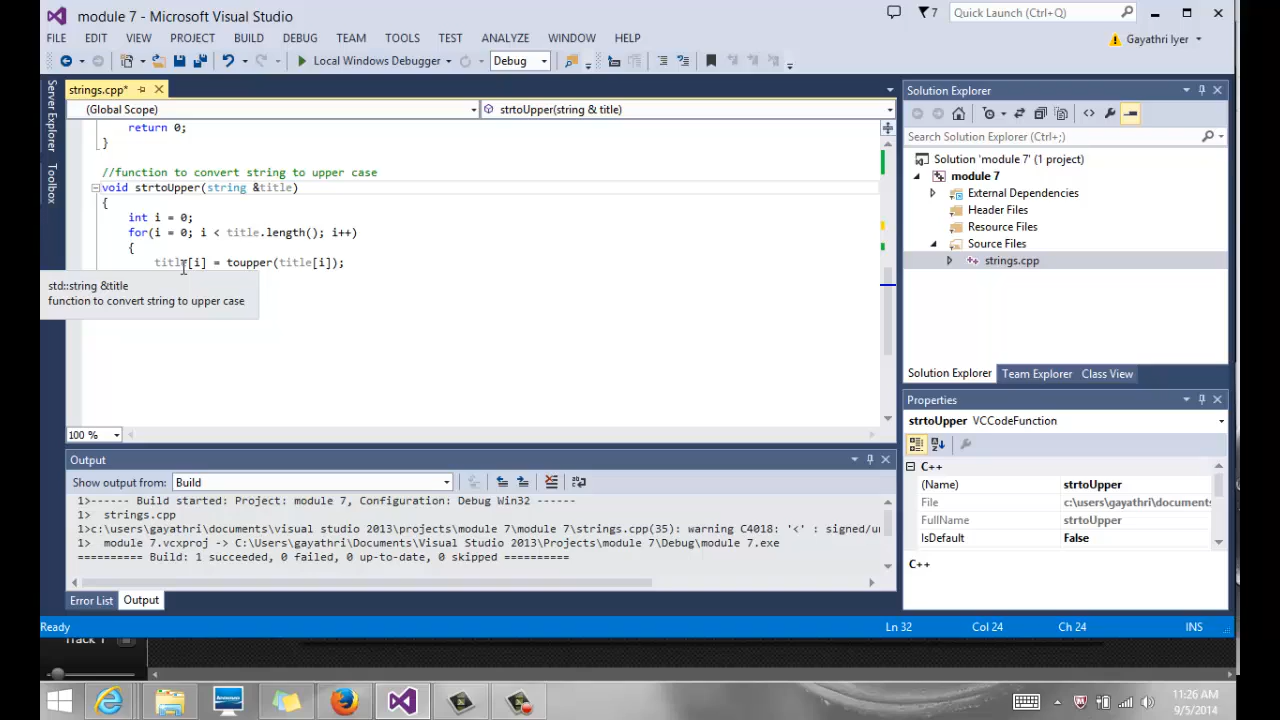 module 7 - Microsoft Visual Studio
7
Quick Launch (Ctrl+Q)
FILE EDIT VIEW PROJECT BUILD DEBUG TEAM TOOLS TEST ANALYZE WINDOW HELP
Gayathri Iyer
Local Windows Debugger
Debug
Server Explorer
Toolbox
strings.cpp*
(Global Scope)
strtoUpper(string & title)
return 0;
}
//function to convert string to upper case
void strtoUpper(string &title)
{
int i = 0;
for(i = 0; i < title.length(); i++)
{
title[i] = toupper(title[i]);
std::string &title
function to convert string to upper case
100 %
Solution Explorer
Search Solution Explorer (Ctrl+;)
Solution 'module 7' (1 project)
module 7
External Dependencies
Header Files
Resource Files
Source Files
strings.cpp
Solution Explorer Team Explorer Class View
Properties
strtoUpper VCCodeFunction
C++
(Name) strtoUpper
File c:\users\gayathri\documents
FullName strtoUpper
IsDefault False
C++
Output
Show output from: Build
1>------ Build started: Project: module 7, Configuration: Debug Win32 ------
1> strings.cpp
1>c:\users\gayathri\documents\visual studio 2013\projects\module 7\module 7\strings.cpp(35): warning C4018: '<' : signed/un
1> module 7.vcxproj -> C:\Users\gayathri\Documents\Visual Studio 2013\Projects\module 7\Debug\module 7.exe
========== Build: 1 succeeded, 0 failed, 0 up-to-date, 0 skipped ==========
Error List Output
Ready
Ln 32
Col 24
Ch 24
INS
Track 1
11:26 AM
9/5/2014